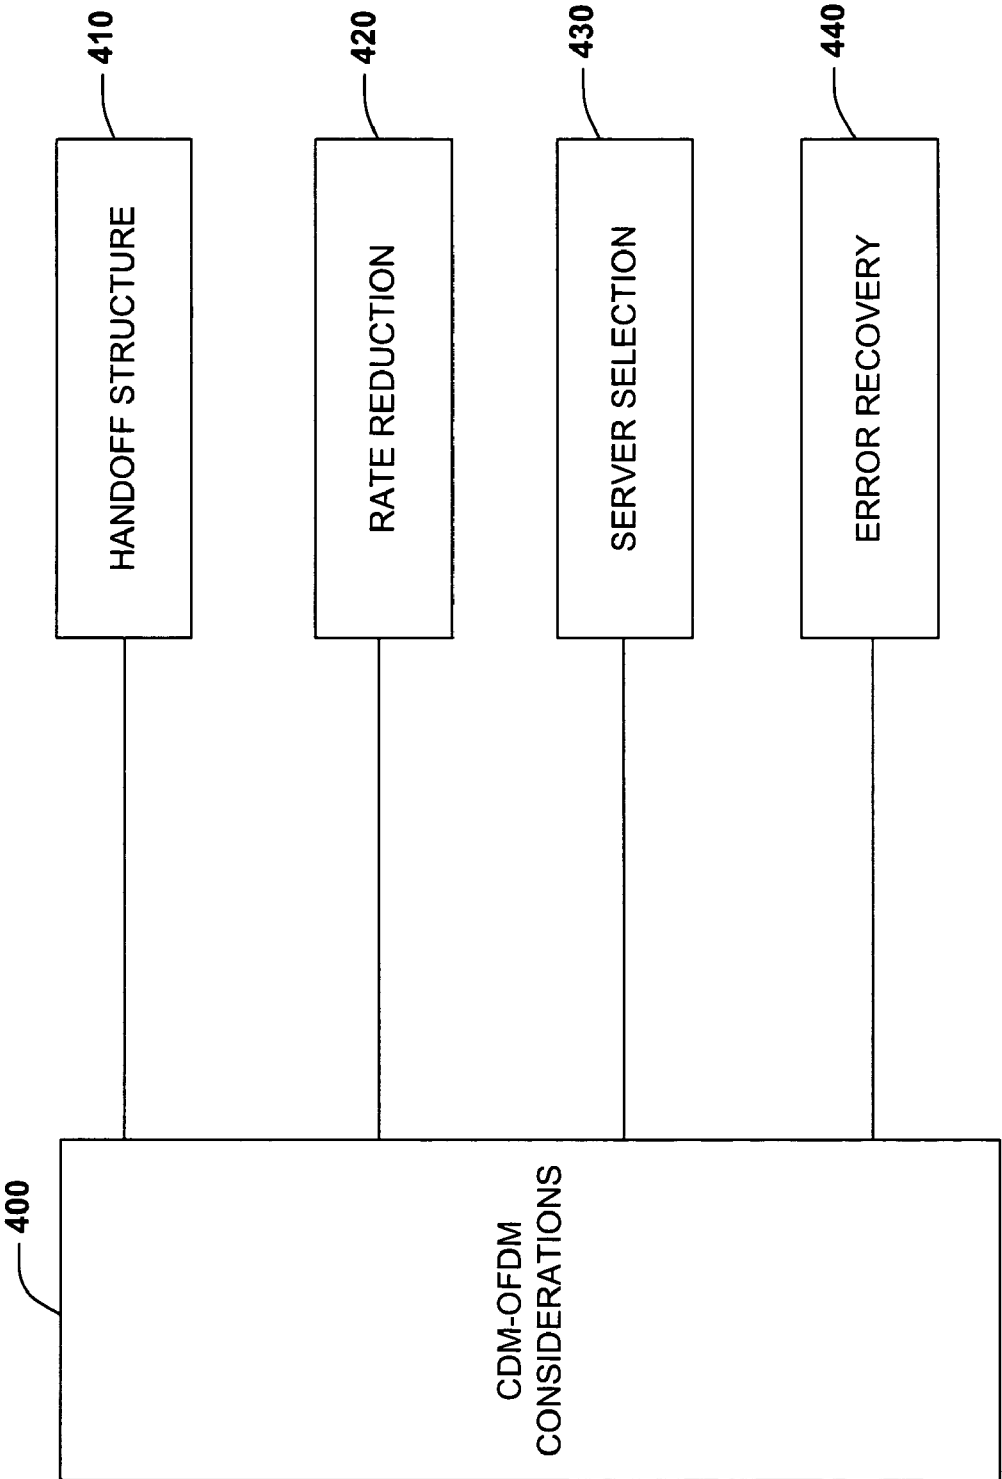 400
CDM-OFDM
CONSIDERATIONS
HANDOFF STRUCTURE
410
RATE REDUCTION
420
SERVER SELECTION
430
ERROR RECOVERY
440